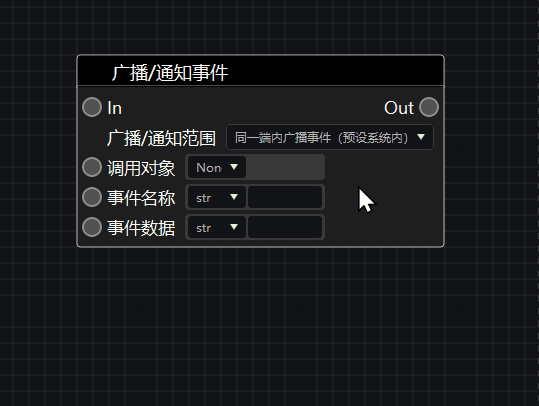 广播/通知事件
In Out
广播/通知范围 同一端内广播事件（预设系统内）
调用对象 Non
事件名称 str
事件数据 str